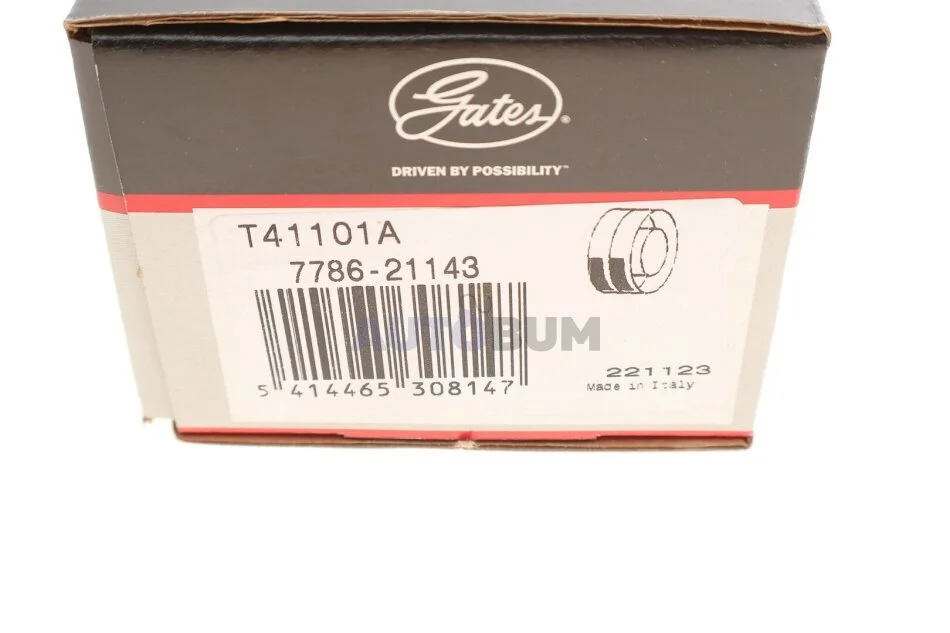 Gates®
DRIVEN BY POSSIBILITY™
T41101A
7786-21143
AUTOBUM
5 414465 308147
221123
Made in Italy